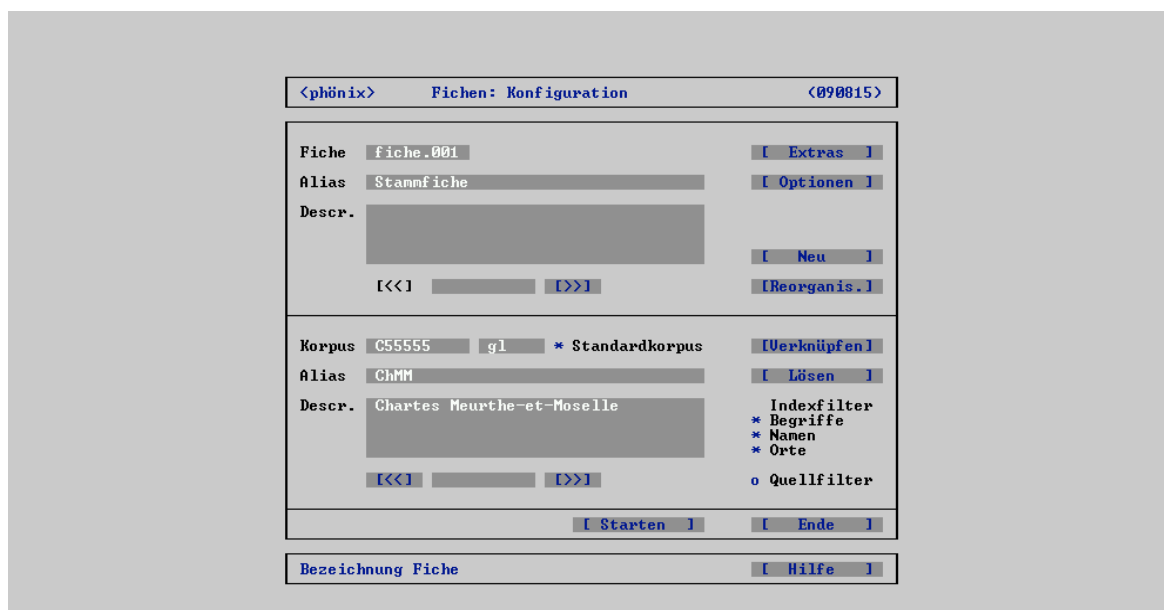 <phönix> Fichen: Konfiguration (090815)
Fiche fiche.001 [ Extras ]
Alias Stammfiche [ Optionen ]
Descr.
[ Neu ]
[<<] [>>] [Reorganis.]
Korpus C55555 gl * Standardkorpus [Verknüpfen]
Alias ChMM [ Lösen ]
Descr. Chartes Meurthe-et-Moselle Indexfilter
* Begriffe
* Namen
* Orte
[<<] [>>] o Quellfilter
[ Starten ] [ Ende ]
Bezeichnung Fiche [ Hilfe ]